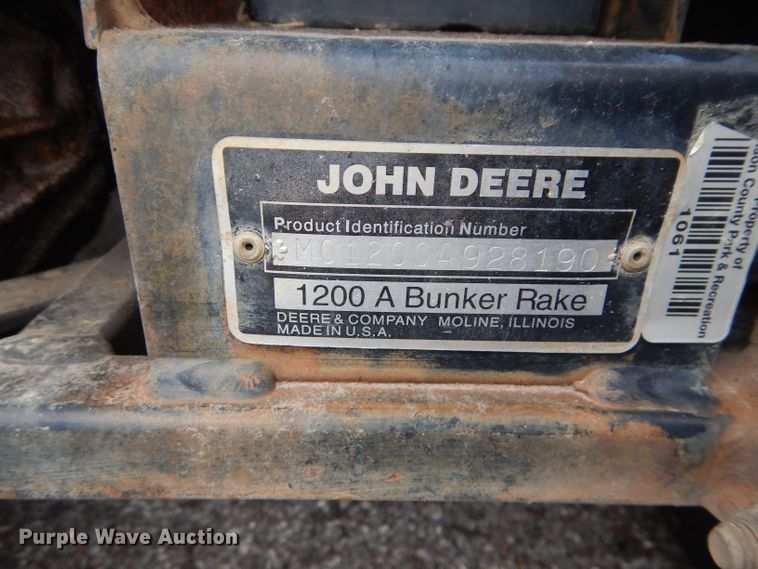 JOHN DEERE
Product Identification Number
*M01200A928190*
1200 A Bunker Rake
DEERE & COMPANY MOLINE, ILLINOIS
MADE IN U.S.A.
Property of
County Park & Recreation
1061
Purple Wave Auction